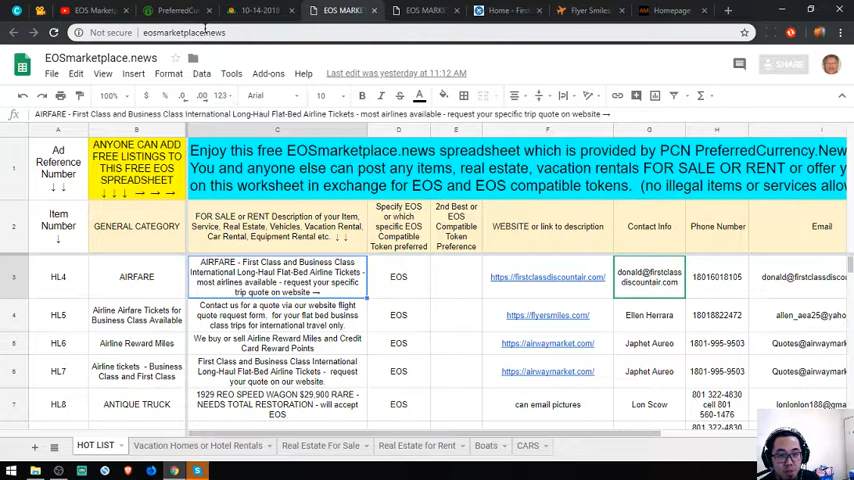 EOS Marketp
PreferredCur
10-14-2018
EOS MARKE
EOS MARKE
Home - First
Flyer Smiles
Homepage
Not secure
eosmarketplace.news
EOSmarketplace.news
File Edit View Insert Format Data Tools Add-ons Help Last edit was yesterday at 11:12 AM
SHARE
100% $ % .0 .00 123 Arial 10 B I S A
fx AIRFARE - First Class and Business Class International Long-Haul Flat-Bed Airline Tickets - most airlines available - request your specific trip quote on website →
A B C D E F G H I
1
Ad
Reference
Number
↓ ↓
ANYONE CAN ADD
FREE LISTINGS TO
THIS FREE EOS
SPREADSHEET
↓ ↓ ↓ → → →
Enjoy this free EOSmarketplace.news spreadsheet which is provided by PCN PreferredCurrency.New
You and anyone else can post any items, real estate, vacation rentals FOR SALE OR RENT or offer y
on this worksheet in exchange for EOS and EOS compatible tokens. (no illegal items or services allow
2
Item
Number
↓
GENERAL CATEGORY
FOR SALE or RENT Description of your Item,
Service, Real Estate, Vehicles, Vacation Rental,
Car Rental, Equipment Rental etc. ↓ ↓
Specify EOS
or which
specific EOS
Compatible
Token preferred
2nd Best or
EOS
Compatible
Token
Preference
WEBSITE or link to description
Contact Info
Phone Number
Email
3
HL4
AIRFARE
AIRFARE - First Class and Business Class
International Long-Haul Flat-Bed Airline Tickets -
most airlines available - request your specific
trip quote on website →
EOS
https://firstclassdiscountair.com/
donald@firstclass
discountair.com
18016018105
donald@firstclassdisco
4
HL5
Airline Airfare Tickets for
Business Class Available
Contact us for a quote via our website flight
quote request form, for your flat bed business
class trips for international travel only.
EOS
https://flyersmiles.com/
Ellen Herrara
18018822472
allen_aea25@yaho
5
HL6
Airline Reward Miles
We buy or sell Airline Reward Miles and Credit
Card Reward Points
EOS
https://airwaymarket.com/
Japhet Aureo
1801-995-9503
Quotes@airwaymark
6
HL7
Airline tickets - Business
Class and First Class
First Class and Business Class International
Long-Haul Flat-Bed Airline Tickets - request
your quote on our website.
EOS
https://airwaymarket.com/
Japhet Aureo
1801-995-9503
Quotes@airwaymark
7
HL8
ANTIQUE TRUCK
1929 REO SPEED WAGON $29,900 RARE -
NEEDS TOTAL RESTORATION - will accept
EOS
EOS
can email pictures
Lon Scow
801 322-4830
cell 801
560-1476
lonlonlon188@gma
801 322-4830
HOT LIST Vacation Homes or Hotel Rentals Real Estate For Sale Real Estate for Rent Boats CARS